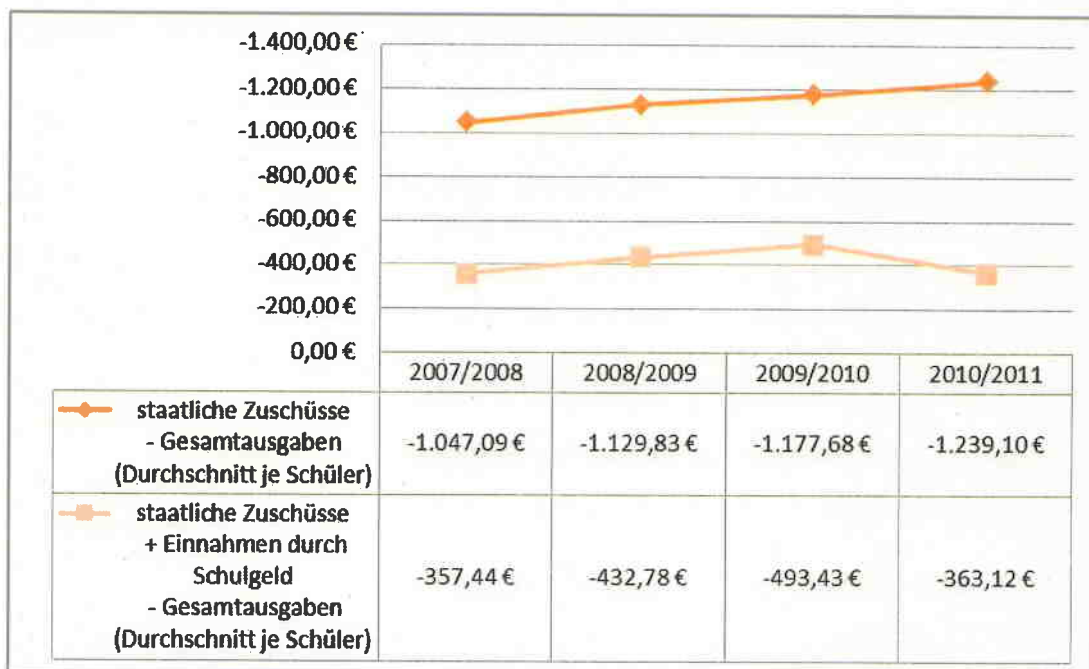 -1.400,00 €
-1.200,00 €
-1.000,00 €
-800,00 €
-600,00 €
-400,00 €
-200,00 €
0,00 €
2007/2008 2008/2009 2009/2010 2010/2011
staatliche Zuschüsse
- Gesamtausgaben
(Durchschnitt je Schüler)
-1.047,09 € -1.129,83 € -1.177,68 € -1.239,10 €
staatliche Zuschüsse
+ Einnahmen durch
Schulgeld
- Gesamtausgaben
(Durchschnitt je Schüler)
-357,44 € -432,78 € -493,43 € -363,12 €